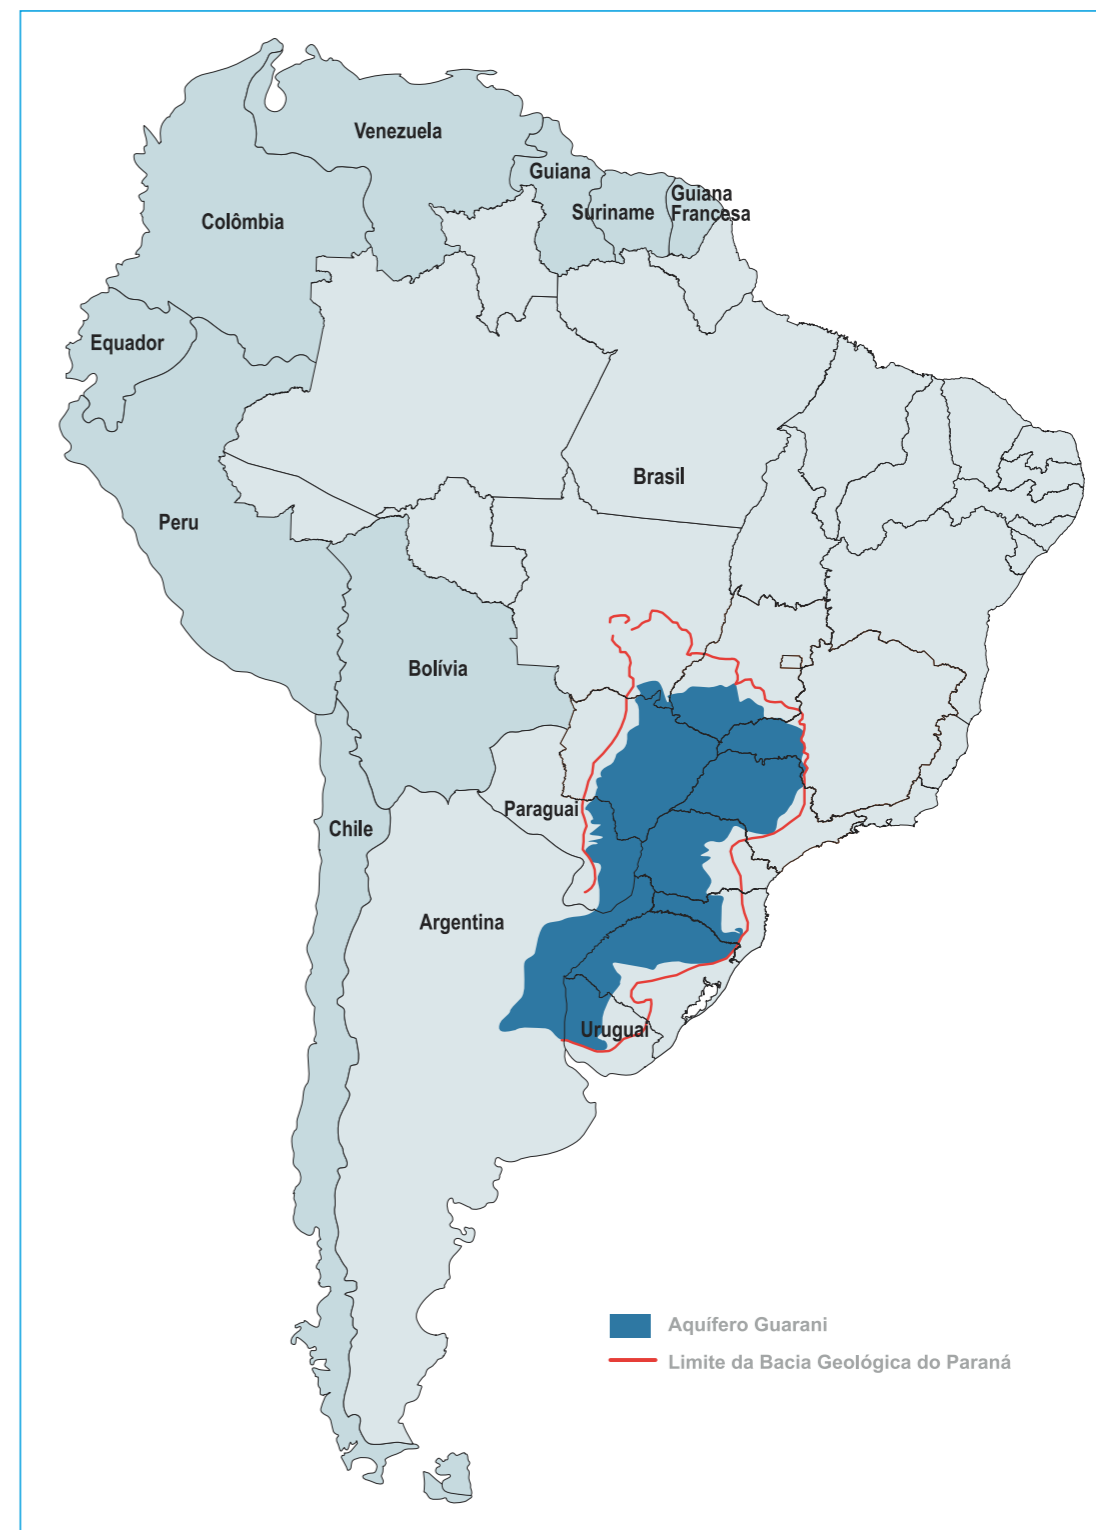 Venezuela
Guiana
Guiana
Francesa
Suriname
Colômbia
Equador
Brasil
Peru
Bolívia
Paraguai
Chile
Argentina
Uruguai
Aquífero Guarani
Limite da Bacia Geológica do Paraná